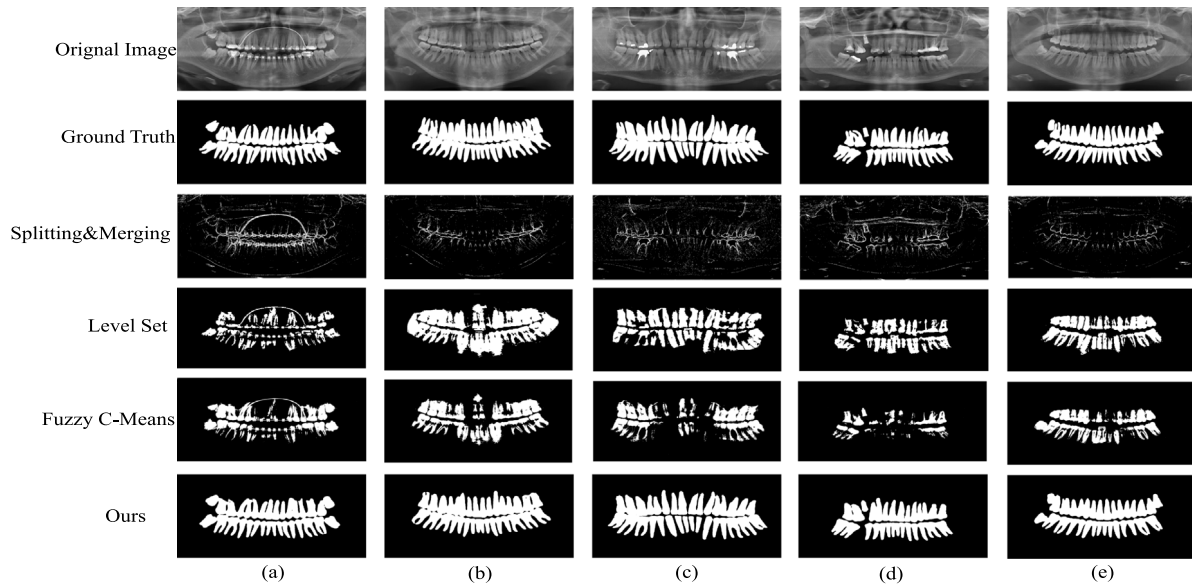 Orignal Image
Ground Truth
Splitting&Merging
Level Set
Fuzzy C-Means
Ours
(a) (b) (c) (d) (e)